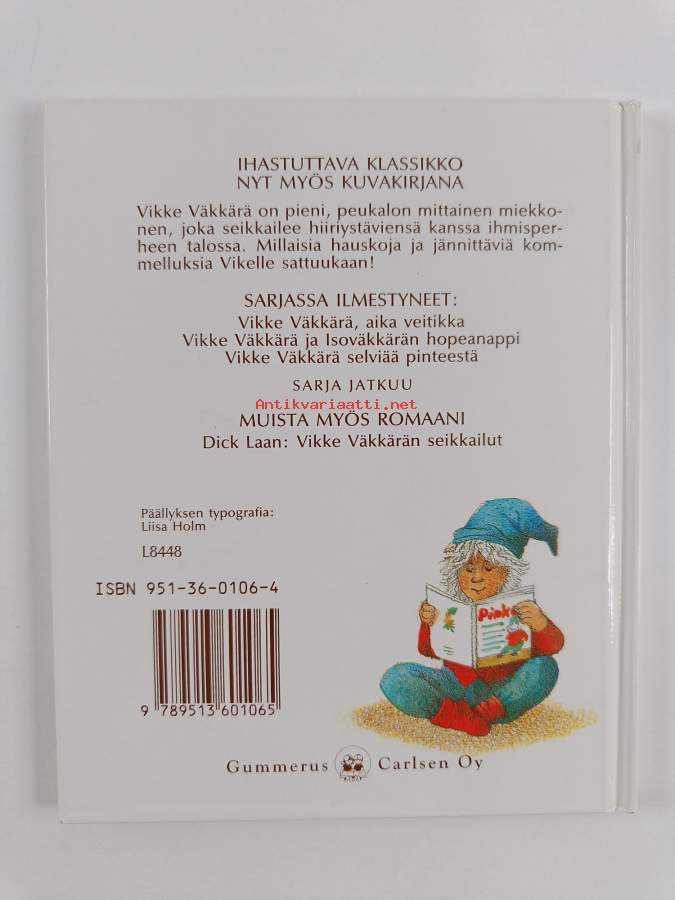 IHASTUTTAVA KLASSIKKO
NYT MYÖS KUVAKIRJANA
Vikke Väkkärä on pieni, peukalon mittainen miekko-
nen, joka seikkailee hiiriystäviensä kanssa ihmisper-
heen talossa. Millaisia hauskoja ja jännittäviä kom-
melluksia Vikelle sattuukaan!
SARJASSA ILMESTYNEET:
Vikke Väkkärä, aika veitikka
Vikke Väkkärä ja Isoväkkärän hopeanappi
Vikke Väkkärä selviää pinteestä
SARJA JATKUU
Antikvariaatti.net
MUISTA MYÖS ROMAANI
Dick Laan: Vikke Väkkärän seikkailut
Päällyksen typografia:
Liisa Holm
L8448
ISBN 951-36-0106-4
9 789513 601065
Gummerus Carlsen Oy